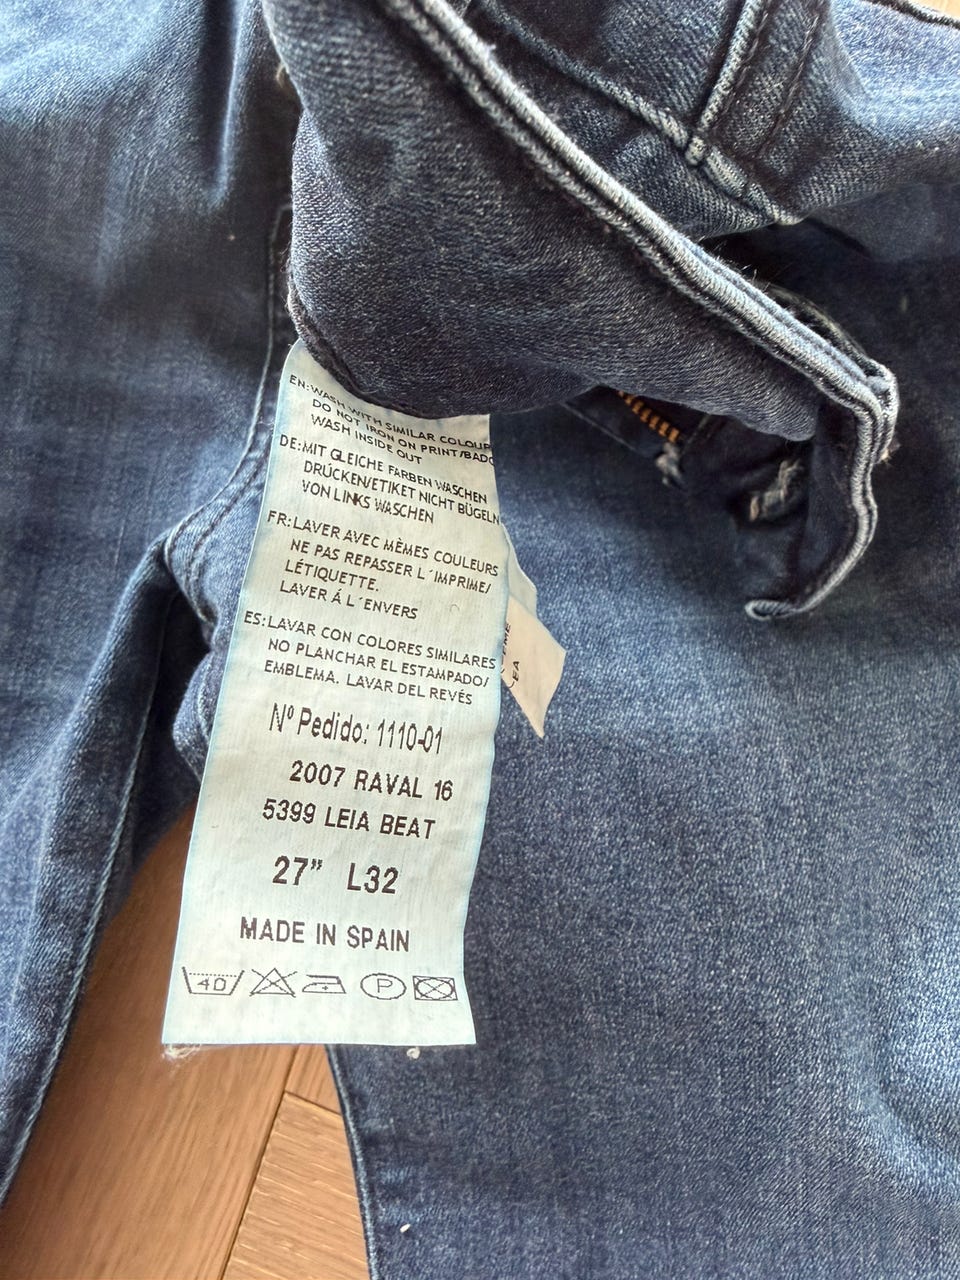 EN:WASH WITH SIMILAR COLOUR
DO NOT IRON ON PRINT/BADG
WASH INSIDE OUT
DE:MIT GLEICHE FARBEN WASCHEN
DRÜCKEN/ETIKET NICHT BÜGELN
VON LINKS WASCHEN
FR:LAVER AVEC MÈMES COULEURS
NE PAS REPASSER L´IMPRIME/
LÉTIQUETTE.
LAVER Á L´ENVERS
ES:LAVAR CON COLORES SIMILARES
NO PLANCHAR EL ESTAMPADO/
EMBLEMA. LAVAR DEL REVÉS
Nº Pedido: 1110-01
2007 RAVAL 16
5399 LEIA BEAT
27” L32
MADE IN SPAIN
40 P